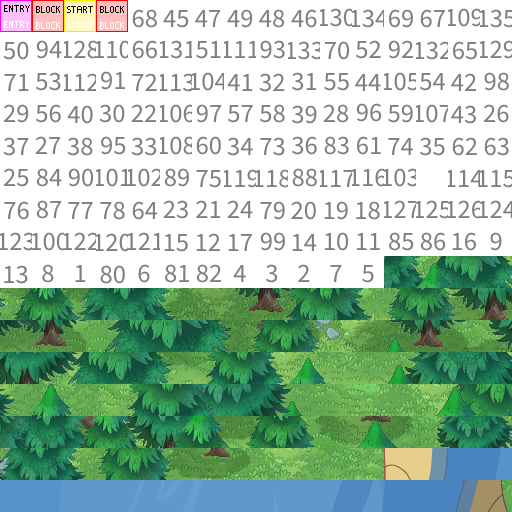 ENTRY BLOCK START BLOCK 68 45 47 49 48 46 130 134 69 67 109 135
ENTRY BLOCK START BLOCK
50 94 128 110 66 131 51 111 93 133 70 52 92 132 65 129
71 53 112 91 72 113 104 41 32 31 55 44 105 54 42 98
29 56 40 30 22 106 97 57 58 39 28 96 59 107 43 26
37 27 38 95 33 108 60 34 73 36 83 61 74 35 62 63
25 84 90 101 102 89 75 119 118 88 117 116 103 114 115
76 87 77 78 64 23 21 24 79 20 19 18 127 125 126 124
123 100 122 120 121 15 12 17 99 14 10 11 85 86 16 9
13 8 1 80 6 81 82 4 3 2 7 5